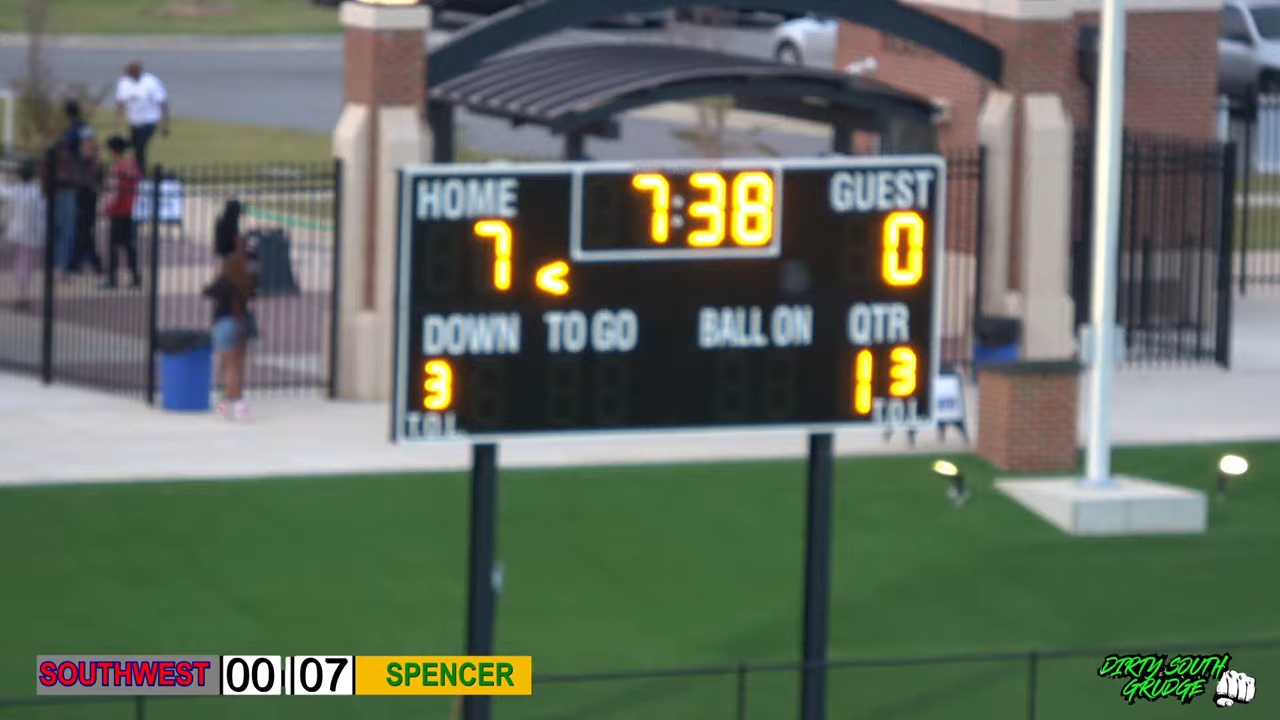 HOME 7:38 GUEST
7 < 0
DOWN TO GO BALL ON QTR
3 1 3
T.O.L. T.O.L.
SOUTHWEST 00 07 SPENCER
DIRTY SOUTH
GRUDGE